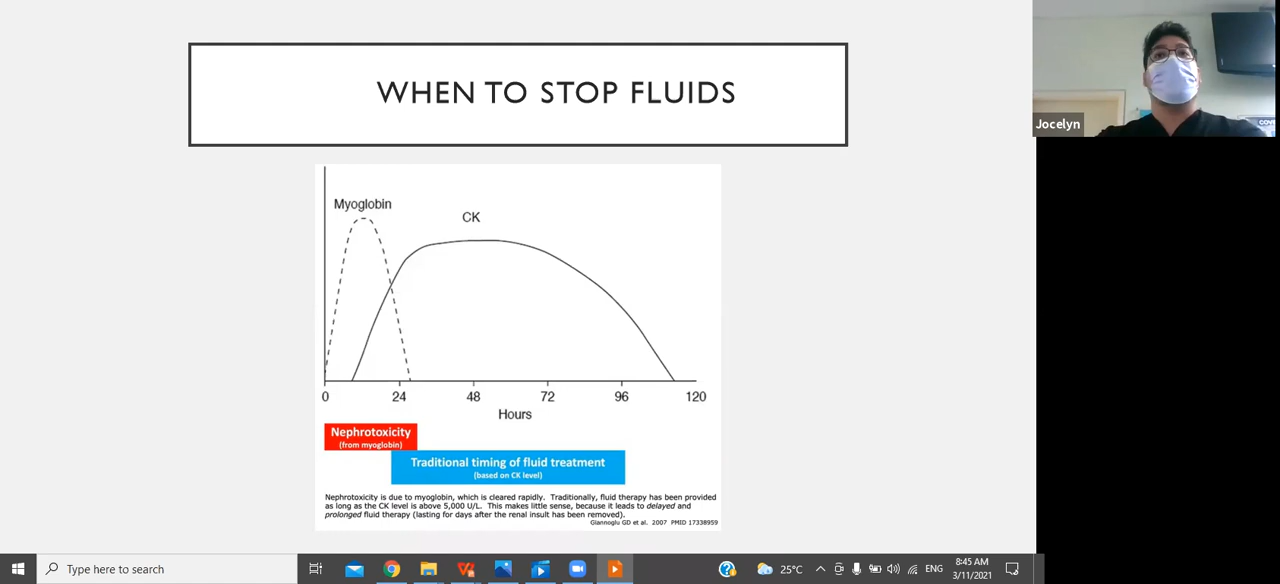 WHEN TO STOP FLUIDS
Jocelyn
Myoglobin
CK
0 24 48 72 96 120
Hours
Nephrotoxicity
(from myoglobin)
Traditional timing of fluid treatment
(based on CK level)
Nephrotoxicity is due to myoglobin, which is cleared rapidly. Traditionally, fluid therapy has been provided
as long as the CK level is above 5,000 U/L. This makes little sense, because it leads to delayed and
prolonged fluid therapy (lasting for days after the renal insult has been removed).
Giannoglu GD et al. 2007 PMID 17338959
Type here to search
25°C
ENG
8:45 AM
3/11/2021